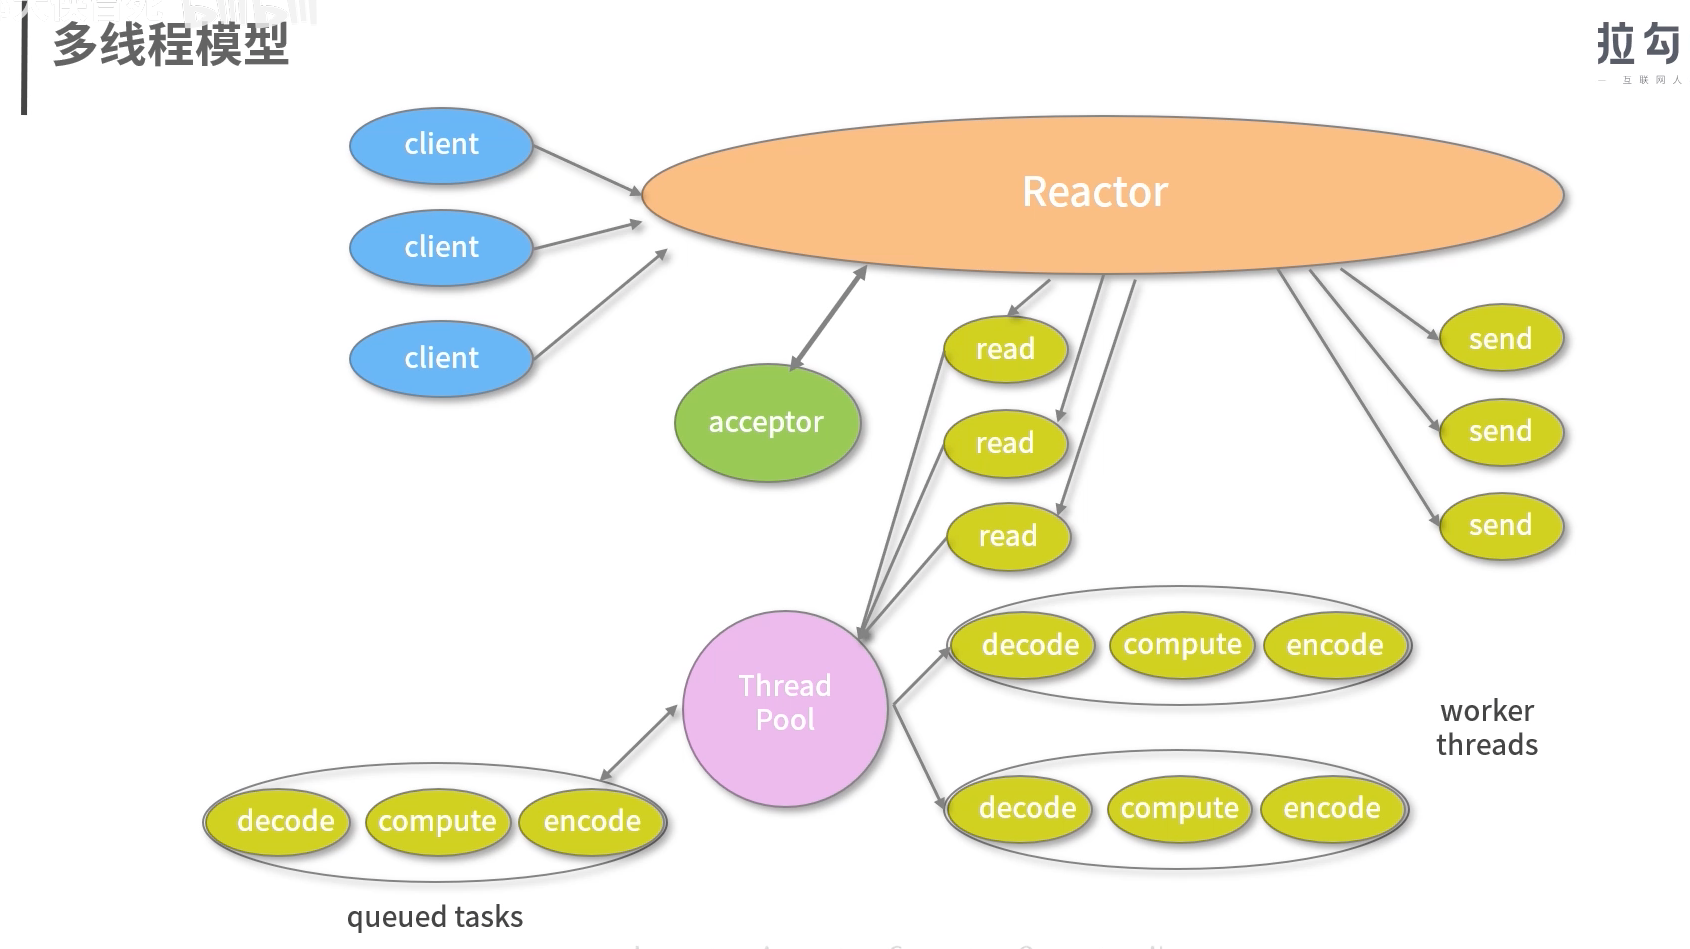 多线程模型
拉勾
— 互联网人
client
Reactor
client
client
acceptor
read
read
read
send
send
send
Thread
Pool
decode compute encode
worker
threads
decode compute encode
decode compute encode
queued tasks